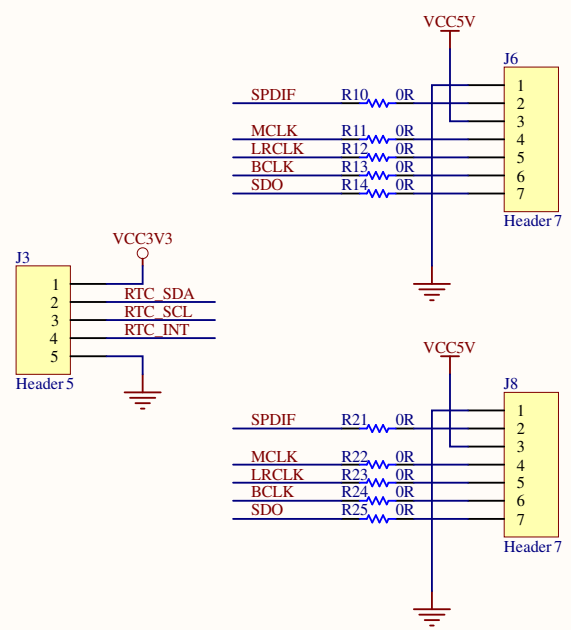 VCC5V
J6
SPDIF R10 0R 1
2
3
MCLK R11 0R 4
LRCLK R12 0R 5
BCLK R13 0R 6
SDO R14 0R 7
Header 7
VCC3V3
J3
1
2 RTC_SDA
3 RTC_SCL
4 RTC_INT
5
Header 5
VCC5V
J8
1
SPDIF R21 0R 2
3
MCLK R22 0R 4
LRCLK R23 0R 5
BCLK R24 0R 6
SDO R25 0R 7
Header 7